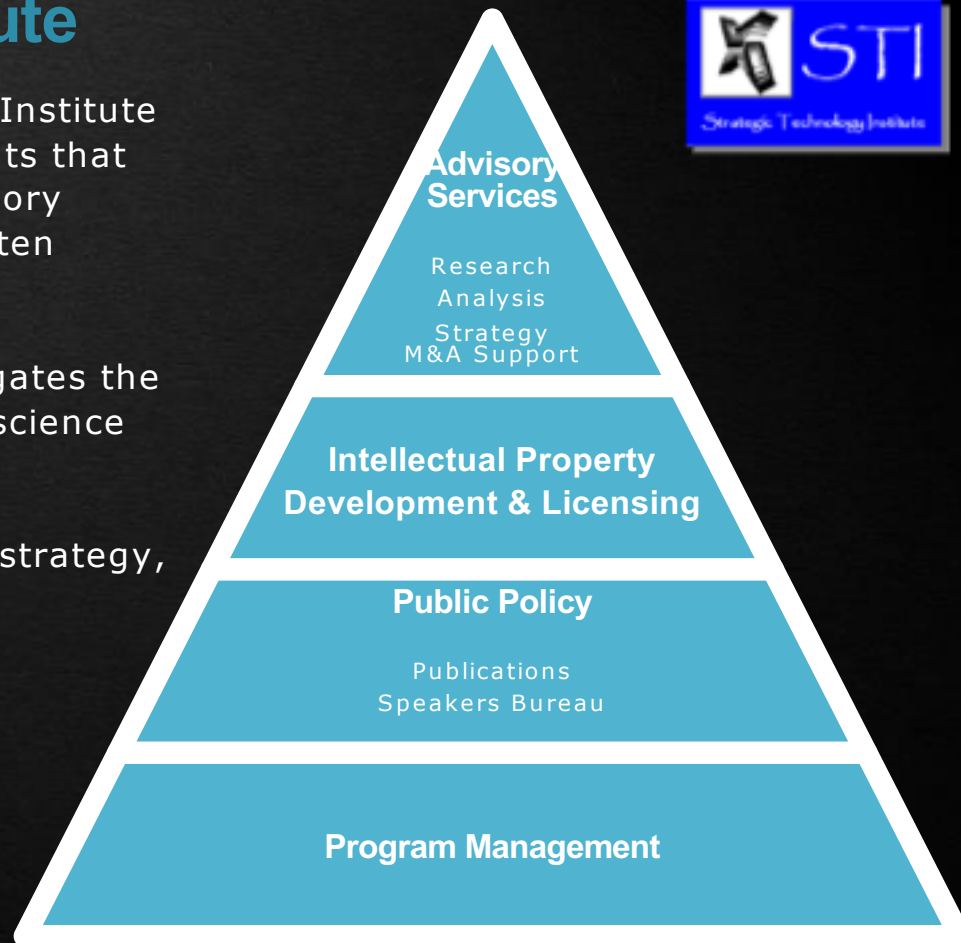 ute
Institute
ts that
ory
ten
gates the
science
strategy,
STI
Strategic Technology Institute
Advisory
Services
Research
Analysis
Strategy
M&A Support
Intellectual Property
Development & Licensing
Public Policy
Publications
Speakers Bureau
Program Management